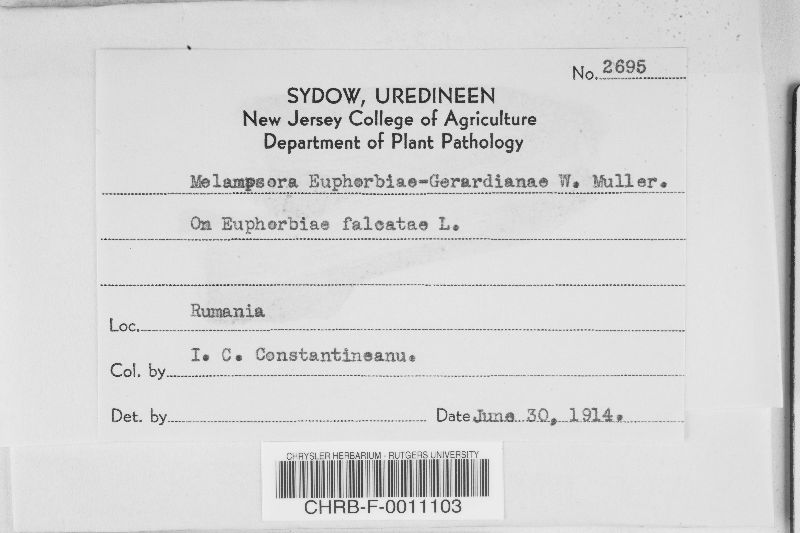 No. 2695
SYDOW, UREDINEEN
New Jersey College of Agriculture
Department of Plant Pathology
Melampsora Euphorbiae-Gerardianae W. Muller.
On Euphorbiae falcatae L.
Loc. Rumania
Col. by I. C. Constantineanu.
Det. by Date June 30, 1914.
CHRYSLER HERBARIUM - RUTGERS UNIVERSITY
CHRB-F-0011103